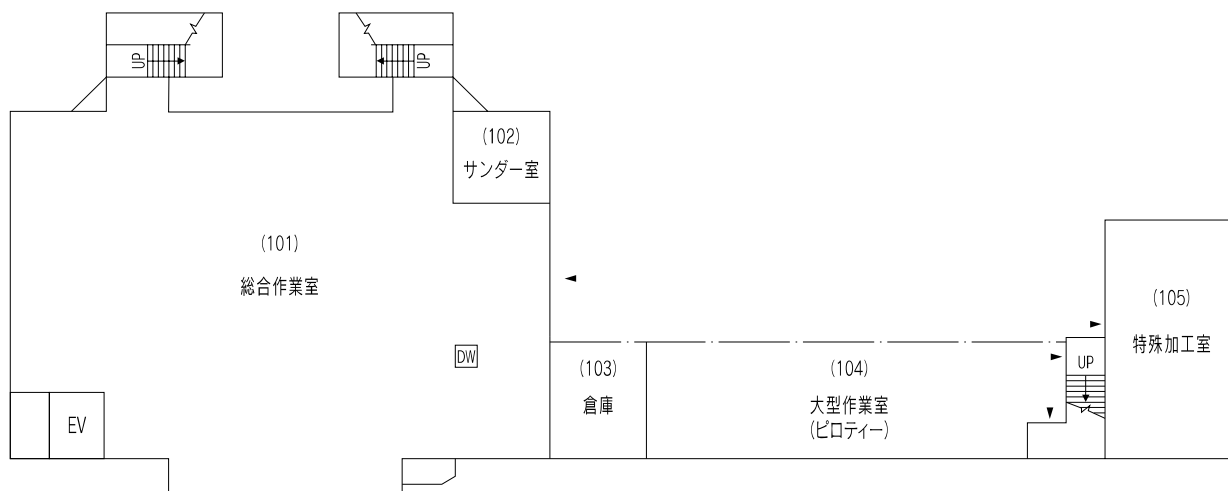 UP
UP
(102)
サンダー室
(101)
総合作業室
(105)
特殊加工室
DW
(103)
倉庫
(104)
大型作業室
(ピロティー)
UP
EV